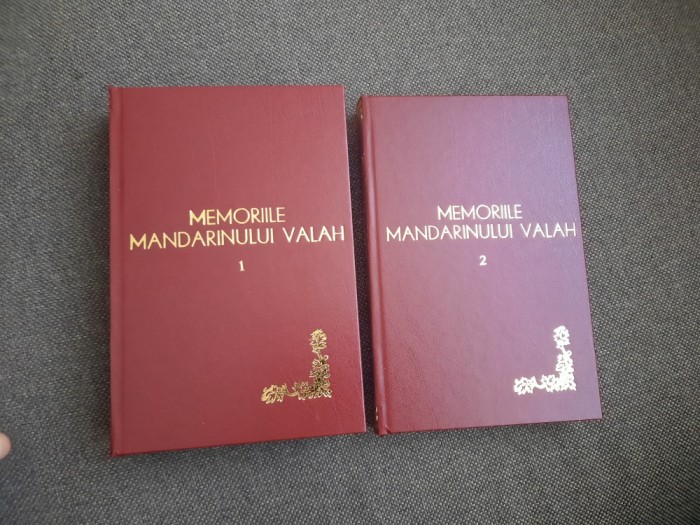 MEMORIILE
MANDARINULUI VALAH
1
MEMORIILE
MANDARINULUI VALAH
2